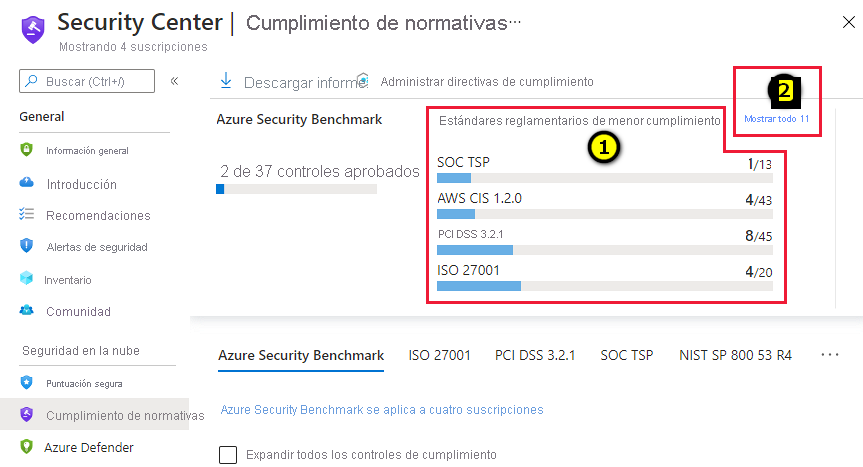 Security Center | Cumplimiento de normativas...
Mostrando 4 suscripciones
Buscar (Ctrl+/)
«
Descargar informe
Administrar directivas de cumplimiento
General
Información general
Introducción
Recomendaciones
Alertas de seguridad
Inventario
Comunidad
Seguridad en la nube
Puntuación segura
Cumplimiento de normativas
Azure Defender
Azure Security Benchmark
2 de 37 controles aprobados
Estándares reglamentarios de menor cumplimiento
1
2
Mostrar todo 11
SOC TSP 1/13
AWS CIS 1.2.0 4/43
PCI DSS 3.2.1 8/45
ISO 27001 4/20
Azure Security Benchmark ISO 27001 PCI DSS 3.2.1 SOC TSP NIST SP 800 53 R4 ...
Azure Security Benchmark se aplica a cuatro suscripciones
Expandir todos los controles de cumplimiento